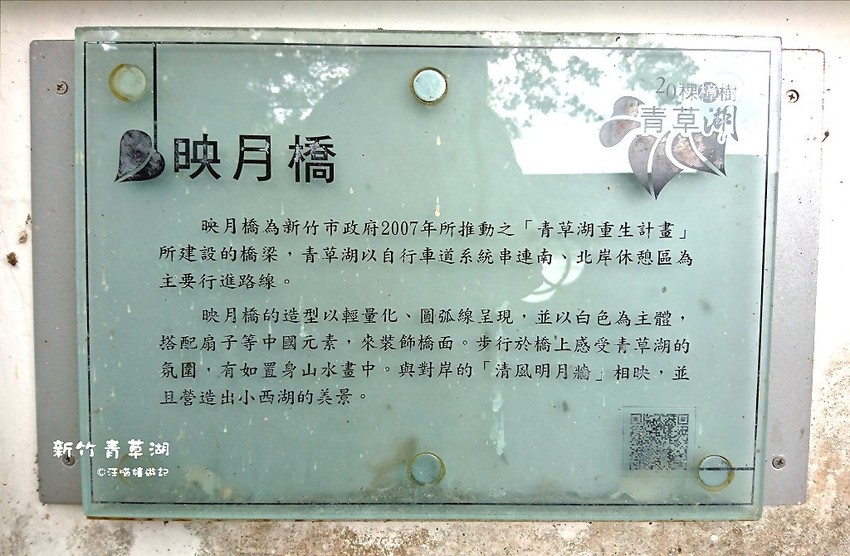 20棵櫸樹
青草湖
映月橋
映月橋為新竹市政府2007年所推動之「青草湖重生計畫」
所建設的橋梁，青草湖以自行車道系統串連南、北岸休憩區為
主要行進路線。
映月橋的造型以輕量化、圓弧線呈現，並以白色為主體，
搭配扇子等中國元素，來裝飾橋面。步行於橋上感受青草湖的
氛圍，有如置身山水畫中。與對岸的「清風明月牆」相映，並
且營造出小西湖的美景。
新竹青草湖